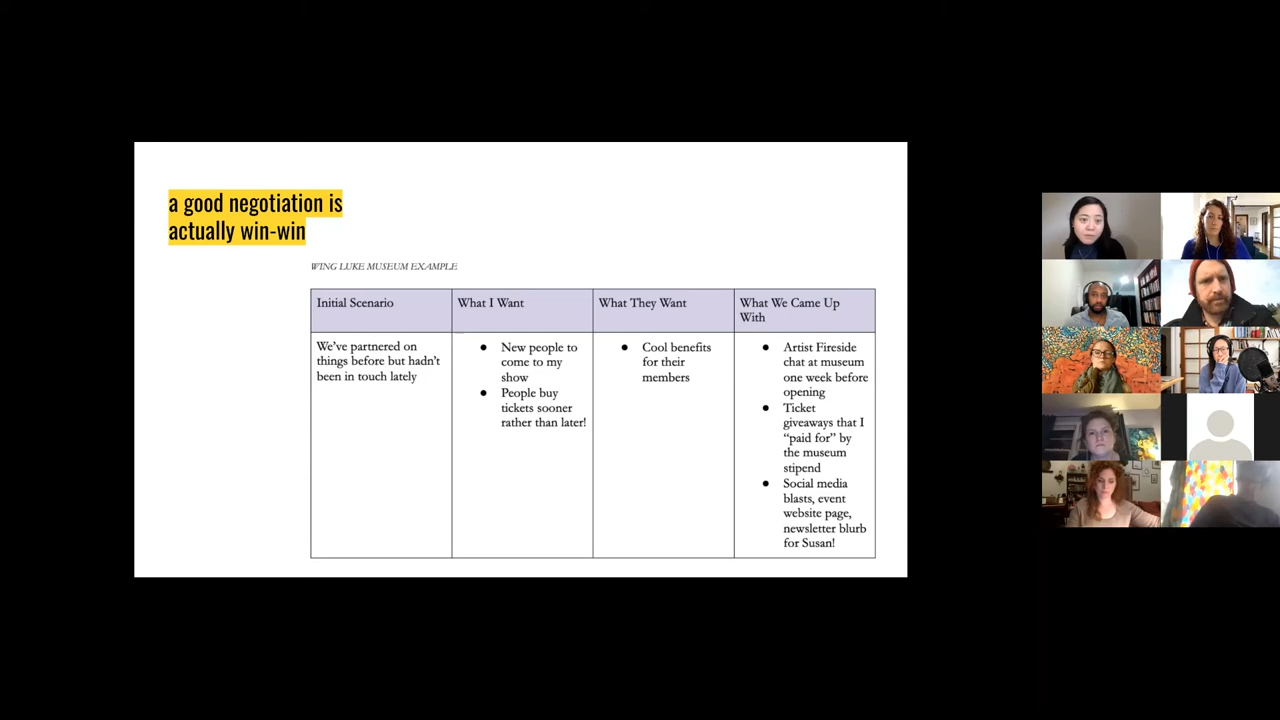 a good negotiation is
actually win-win
WING LUKE MUSEUM EXAMPLE
Initial Scenario
What I Want
What They Want
What We Came Up
With
We've partnered on
things before but hadn't
been in touch lately
● New people to
come to my
show
● People buy
tickets sooner
rather than later!
● Cool benefits
for their
members
● Artist Fireside
chat at museum
one week before
opening
● Ticket
giveaways that I
“paid for” by
the museum
stipend
● Social media
blasts, event
website page,
newsletter blurb
for Susan!